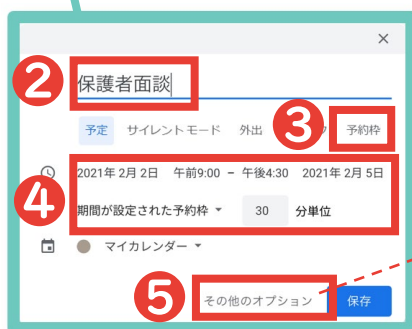 2
保護者面談
予定 サイレントモード 外出 3 予約枠
2021年 2月 2日 午前9:00 – 午後4:30 2021年 2月 5日
4
期間が設定された予約枠 30 分単位
マイカレンダー
5 その他のオプション 保存